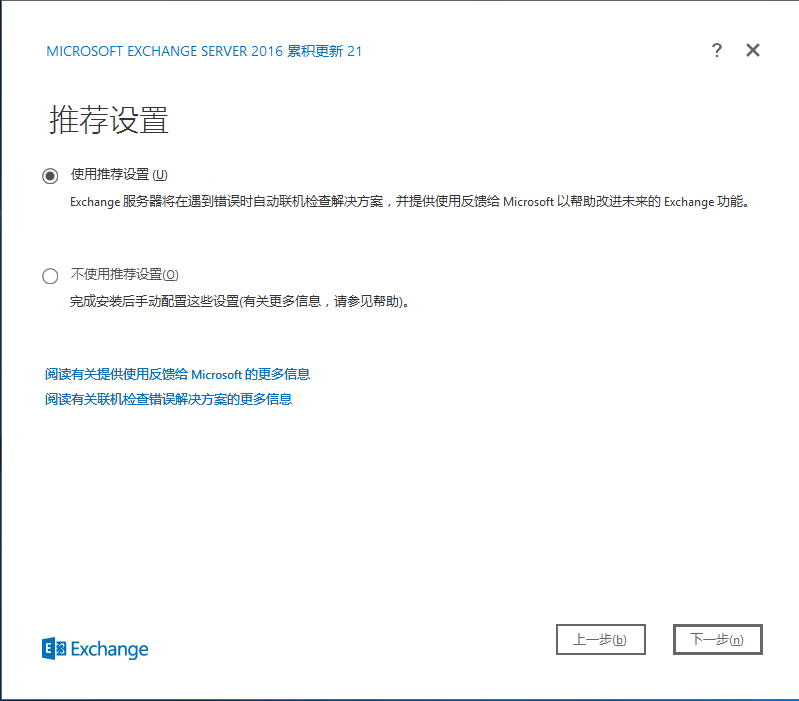 MICROSOFT EXCHANGE SERVER 2016 累积更新 21
?
推荐设置
使用推荐设置 (U)
Exchange 服务器将在遇到错误时自动联机检查解决方案，并提供使用反馈给 Microsoft 以帮助改进未来的 Exchange 功能。
不使用推荐设置(O)
完成安装后手动配置这些设置(有关更多信息，请参见帮助)。
阅读有关提供使用反馈给 Microsoft 的更多信息
阅读有关联机检查错误解决方案的更多信息
Exchange
上一步(b)
下一步(n)